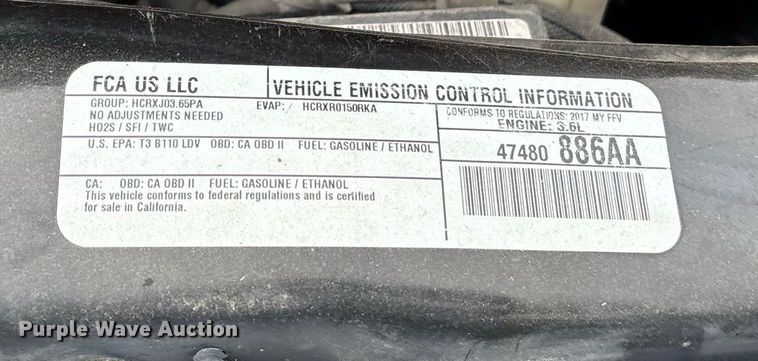 FCA US LLC
VEHICLE EMISSION CONTROL INFORMATION
GROUP: HCRXJ03.65PA EVAP: HCRXR0150RKA
NO ADJUSTMENTS NEEDED
HO2S / SFI / TWC
CONFORMS TO REGULATIONS: 2017 MY FFV
ENGINE: 3.6L
U.S. EPA: T3 B110 LDV OBD: CA OBD II FUEL: GASOLINE / ETHANOL
47480 886AA
CA: OBD: CA OBD II FUEL: GASOLINE / ETHANOL
This vehicle conforms to federal regulations and is certified
for sale in California.
Purple Wave Auction